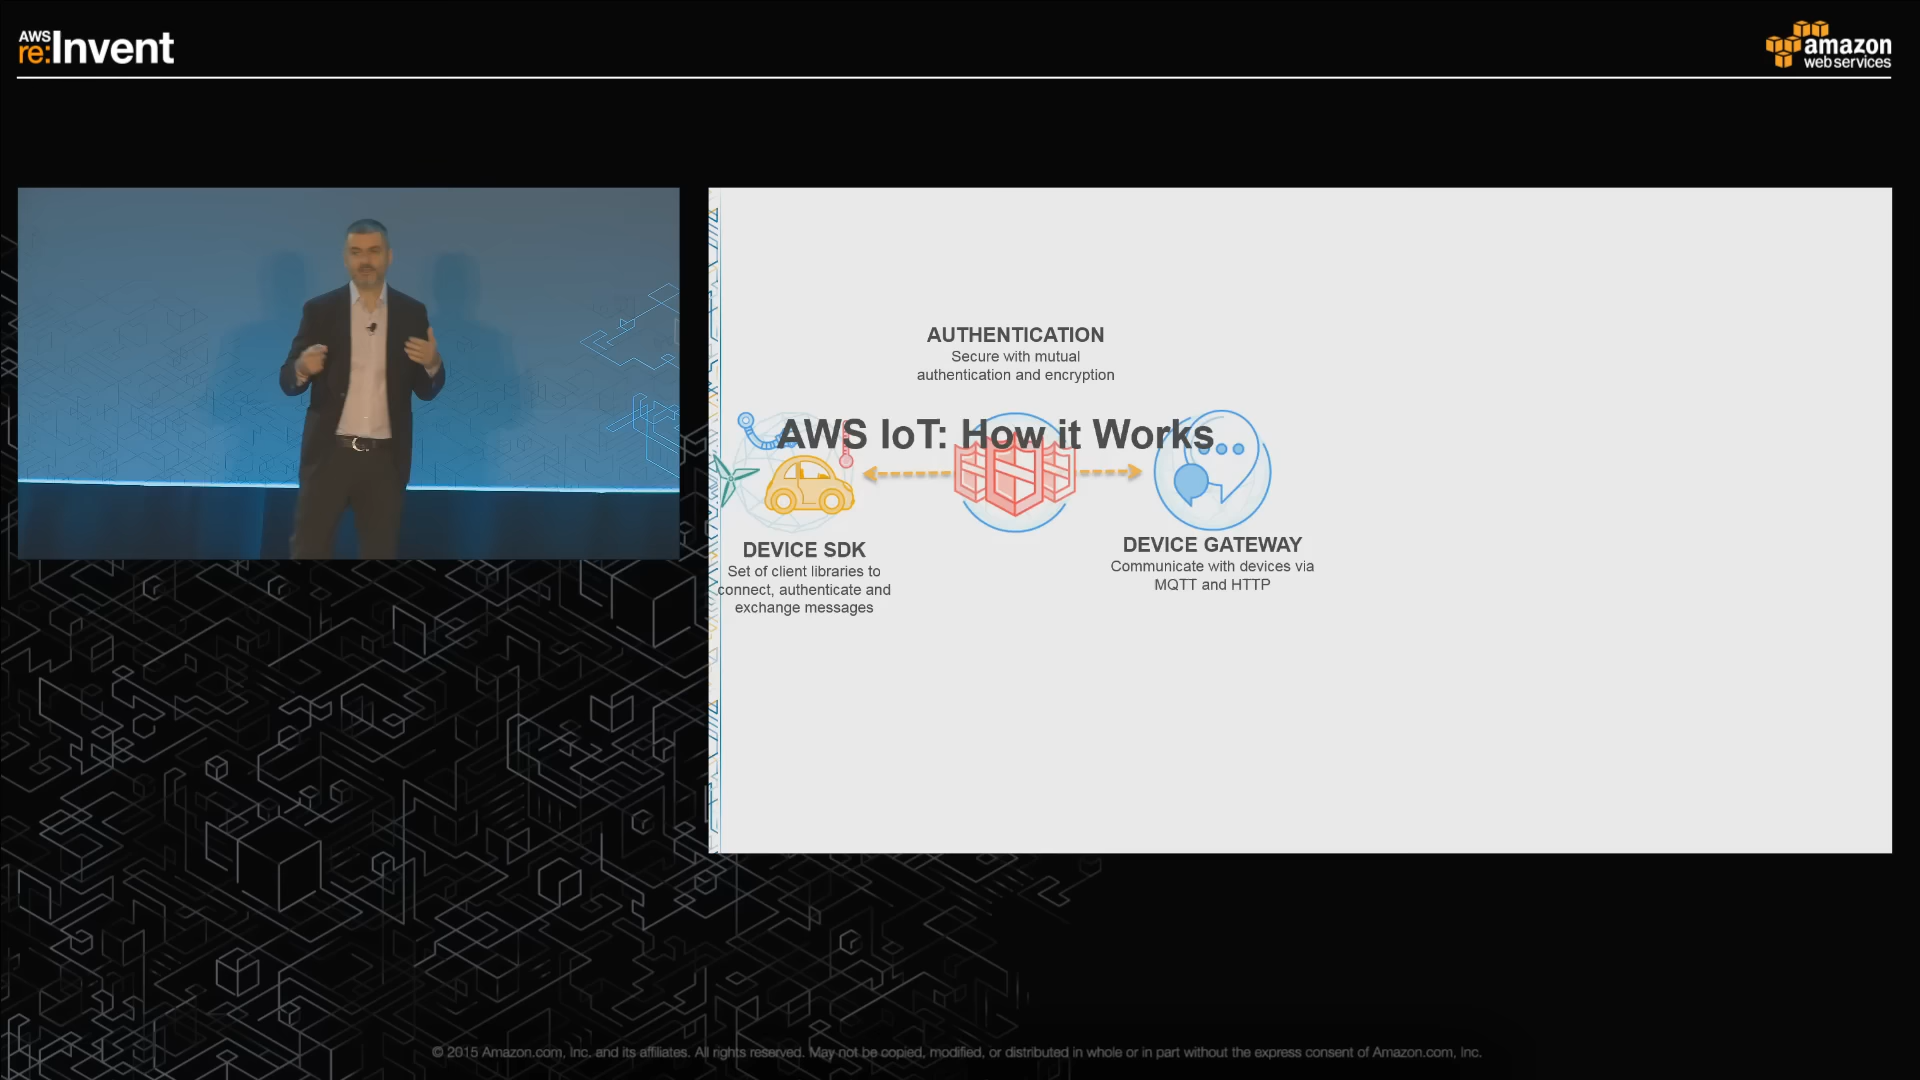 AWS
re:Invent
amazon
web services
AUTHENTICATION
Secure with mutual
authentication and encryption
AWS IoT: How it Works
DEVICE SDK
Set of client libraries to
connect, authenticate and
exchange messages
DEVICE GATEWAY
Communicate with devices via
MQTT and HTTP
© 2015 Amazon.com, Inc. and its affiliates. All rights reserved. May not be copied, modified, or distributed in whole or in part without the express consent of Amazon.com, Inc.